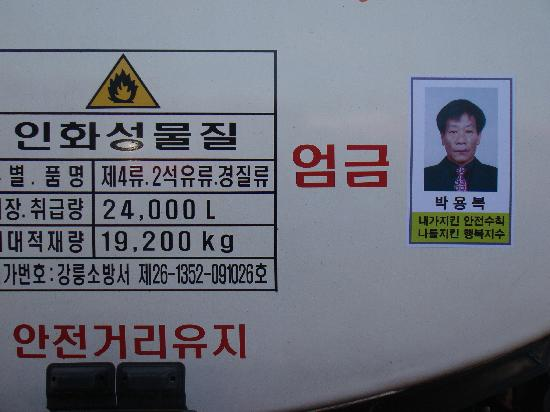 인화성물질
별.품명 제4류.2석유류.경질류
장.취급량 24,000 L
대적재량 19,200 kg
가번호:강릉소방서 제26-1352-091026호
엄금
박용복
내가지킨 안전수칙
나를지킨 행복지수
안전거리유지